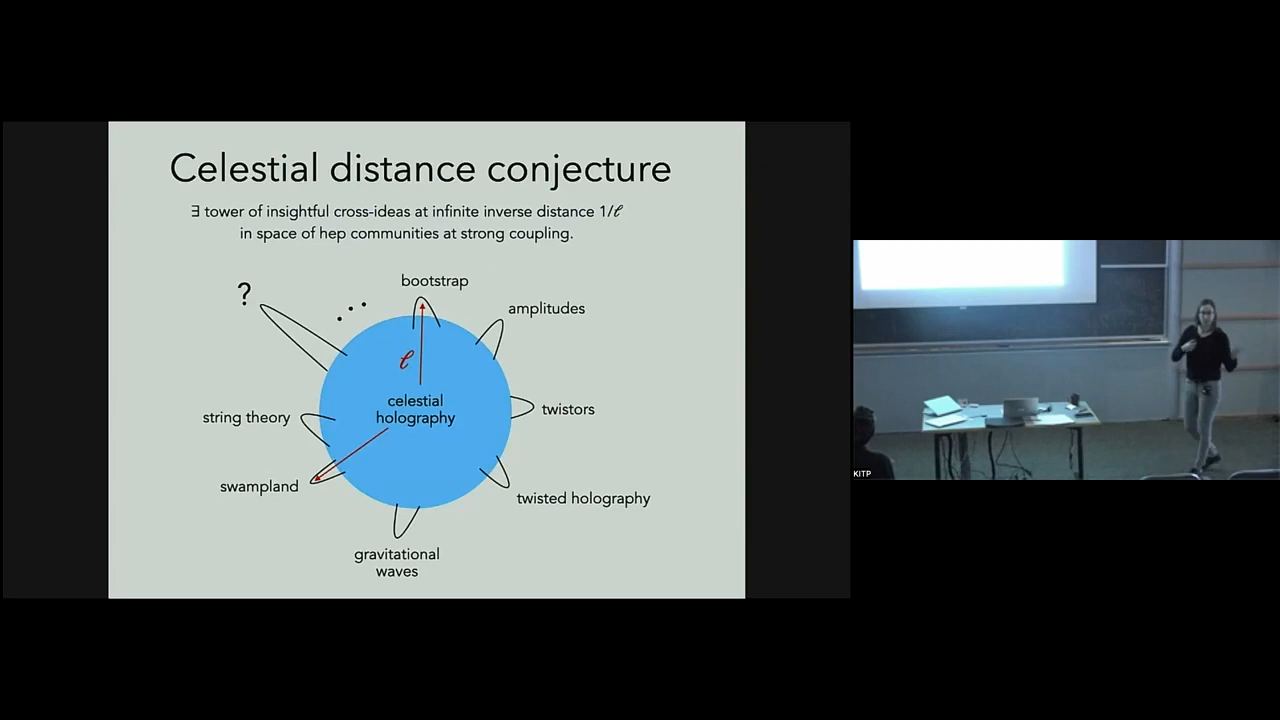 Celestial distance conjecture
∃ tower of insightful cross-ideas at infinite inverse distance 1/ℓ
in space of hep communities at strong coupling.
?
...
bootstrap
amplitudes
ℓ
celestial
holography
twistors
string theory
swampland
twisted holography
gravitational
waves
KITP